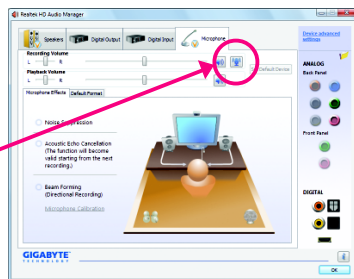 Realtek HD Audio Manager
Speakers
Digital Output
Digital Input
Microphone
Device advanced
settings
Recording Volume
L
R
Playback Volume
L
R
Default Device
Microphone Effects
Default Format
Noise Suppression
Acoustic Echo Cancellation
(The function will become
valid starting from the next
recording.)
Beam Forming
(Directional Recording)
Microphone Calibration
ANALOG
Back Panel
Front Panel
DIGITAL
GIGABYTE
TECHNOLOGY
i
OK